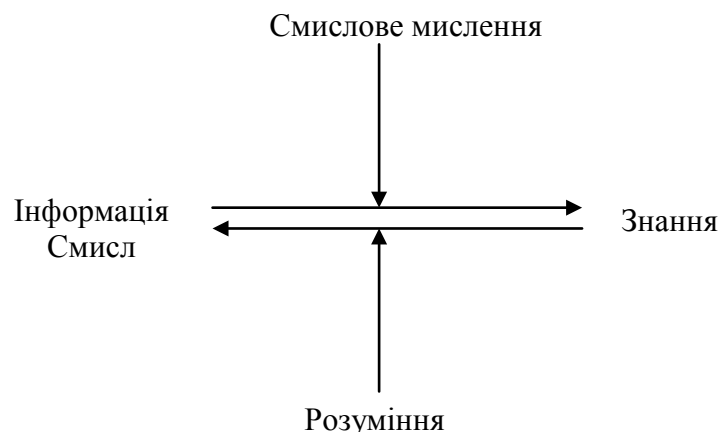 Смислове мислення
Інформація
Смисл
Знання
Розуміння